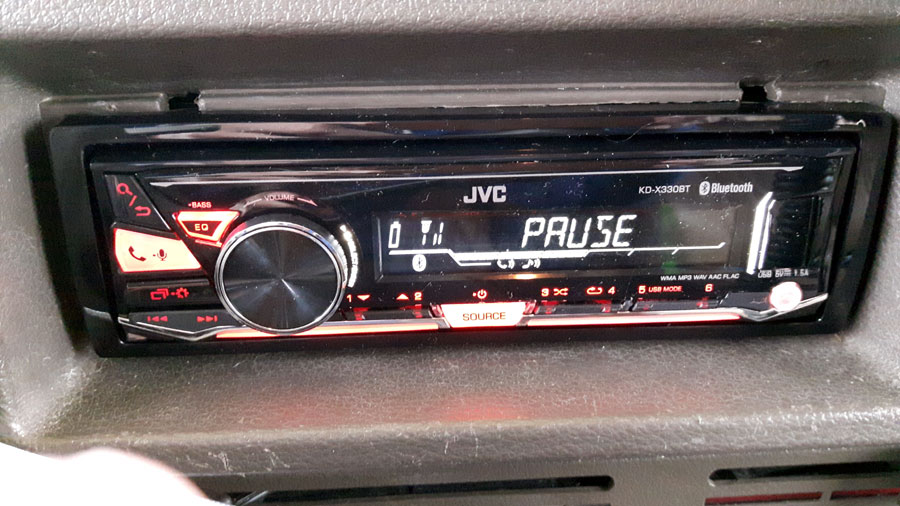 JVC
KD-X330BT Bluetooth
VOLUME
BASS
EQ
PAUSE
WMA MP3 WAV AAC FLAC
USB 5V 1.5A
1 2 3 4 5 USB MODE 6
SOURCE